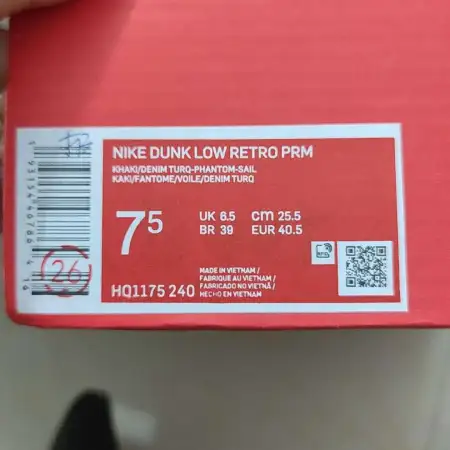 NIKE DUNK LOW RETRO PRM
KHAKI/DENIM TURQ-PHANTOM-SAIL
KAKI/FANTOME/VOILE/DENIM TURQ
7 5
UK 6.5 CM 25.5
BR 39 EUR 40.5
MADE IN VIETNAM /
FABRIQUE AU VIETNAM /
FABRICADO NO VIETNÃ /
HECHO EN VIETNAM
HQ1175 240
26